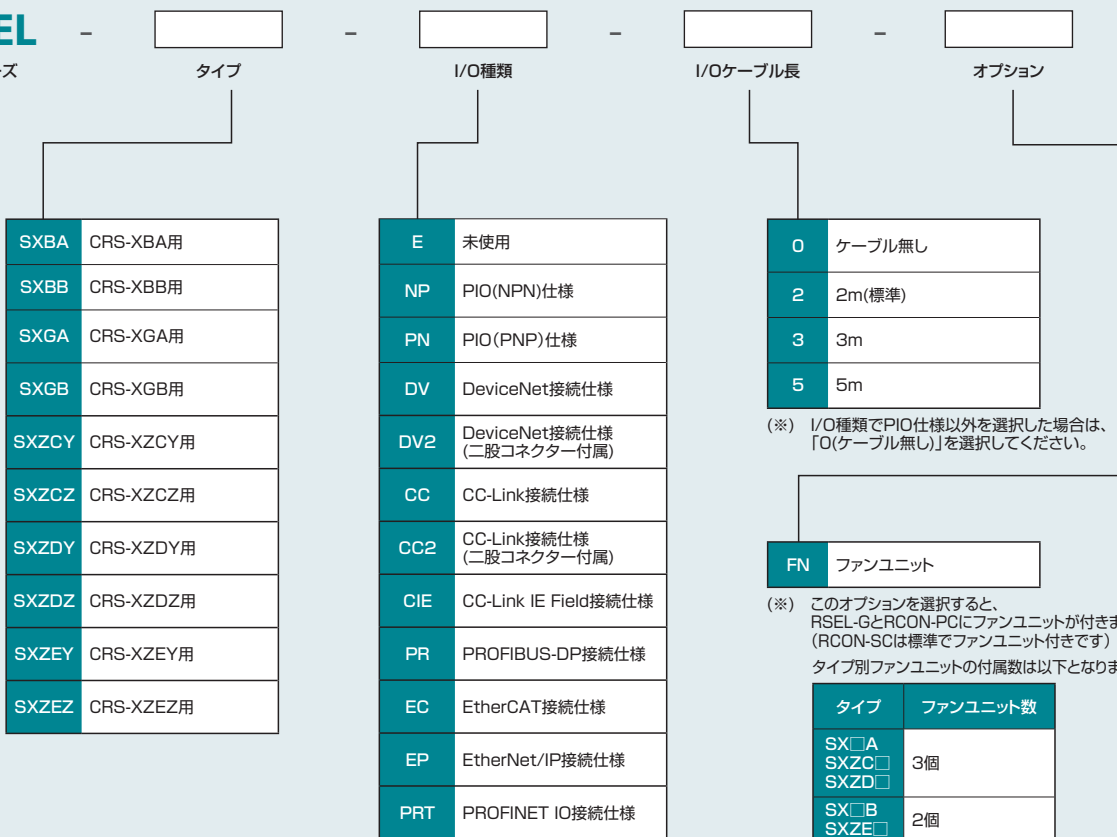 EL - - - -
ズ タイプ I/O種類 I/Oケーブル長 オプション
SXBA CRS-XBA用
SXBB CRS-XBB用
SXGA CRS-XGA用
SXGB CRS-XGB用
SXZCY CRS-XZCY用
SXZCZ CRS-XZCZ用
SXZDY CRS-XZDY用
SXZDZ CRS-XZDZ用
SXZEY CRS-XZEY用
SXZEZ CRS-XZEZ用
E 未使用
NP PIO(NPN)仕様
PN PIO(PNP)仕様
DV DeviceNet接続仕様
DV2 DeviceNet接続仕様
(二股コネクター付属)
CC CC-Link接続仕様
CC2 CC-Link接続仕様
(二股コネクター付属)
CIE CC-Link IE Field接続仕様
PR PROFIBUS-DP接続仕様
EC EtherCAT接続仕様
EP EtherNet/IP接続仕様
PRT PROFINET IO接続仕様
0 ケーブル無し
2 2m(標準)
3 3m
5 5m
(※) I/O種類でPIO仕様以外を選択した場合は、
「0(ケーブル無し)」を選択してください。
FN ファンユニット
(※) このオプションを選択すると、
RSEL-GとRCON-PCにファンユニットが付きま
(RCON-SCは標準でファンユニット付きです)
タイプ別ファンユニットの付属数は以下となりま
タイプ ファンユニット数
SX□A
SXZC□
SXZD□
3個
SX□B
SXZE□
2個